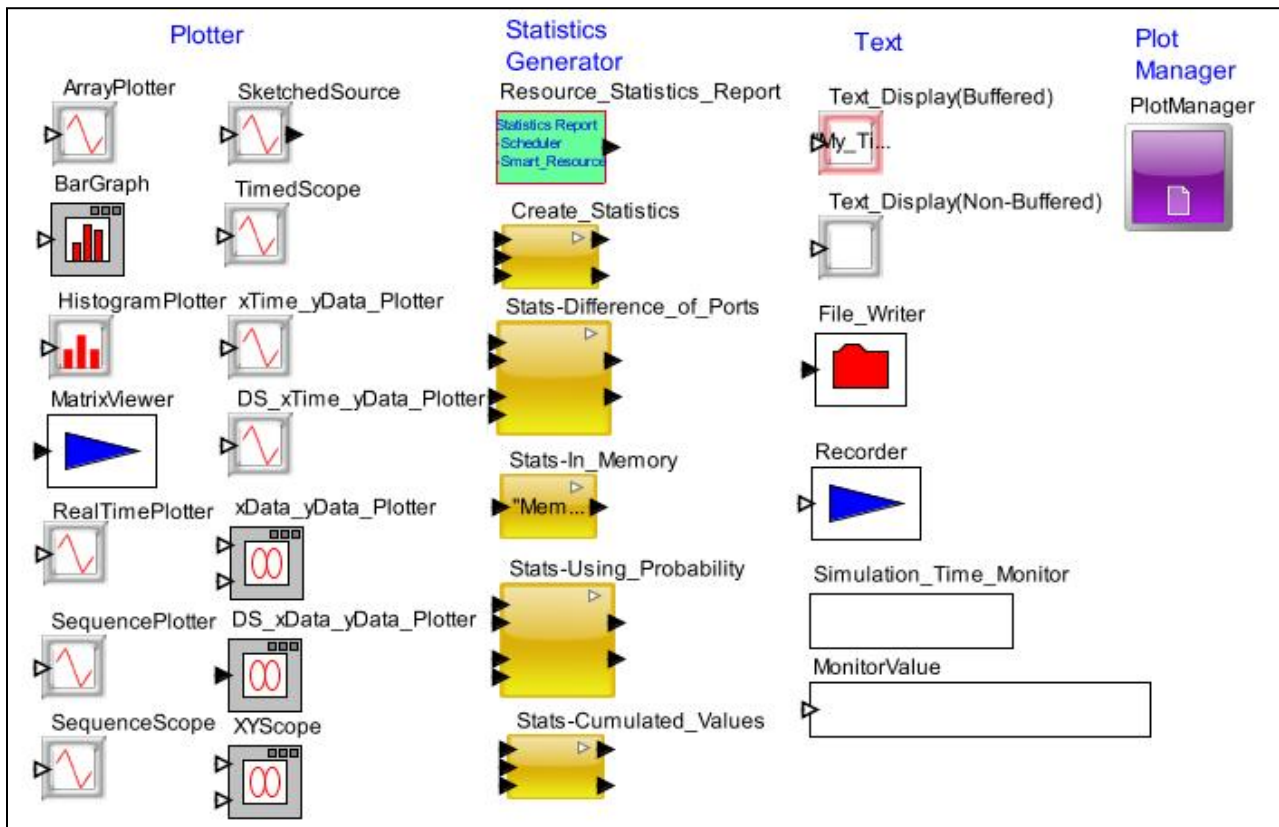 Plotter
ArrayPlotter
SketchedSource
BarGraph
TimedScope
HistogramPlotter
xTime_yData_Plotter
MatrixViewer
DS_xTime_yData_Plotter
RealTimePlotter
xData_yData_Plotter
SequencePlotter
DS_xData_yData_Plotter
SequenceScope
XYScope
Statistics
Generator
Resource_Statistics_Report
Statistics Report
-Scheduler
-Smart_Resource
Create_Statistics
Stats-Difference_of_Ports
Stats-In_Memory
"Mem...
Stats-Using_Probability
Stats-Cumulated_Values
Text
Text_Display(Buffered)
"My_Ti...
Text_Display(Non-Buffered)
File_Writer
Recorder
Simulation_Time_Monitor
MonitorValue
Plot
Manager
PlotManager